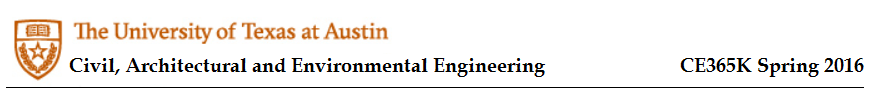 The University of Texas at Austin
Civil, Architectural and Environmental Engineering CE365K Spring 2016